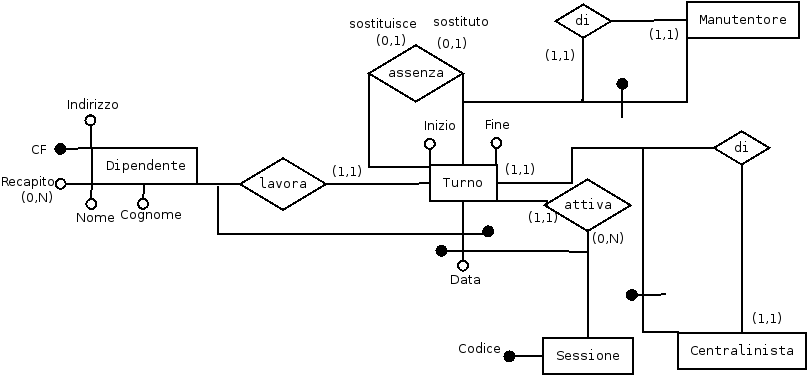 sostituisce
sostituto
di
Manutentore
(0,1)
(0,1)
(1,1)
(1,1)
assenza
Indirizzo
Inizio
Fine
CF
Dipendente
di
Recapito
(0,N)
lavora
(1,1)
Turno
(1,1)
Nome
Cognome
(1,1)
attiva
(0,N)
Data
(1,1)
Codice
Sessione
Centralinista